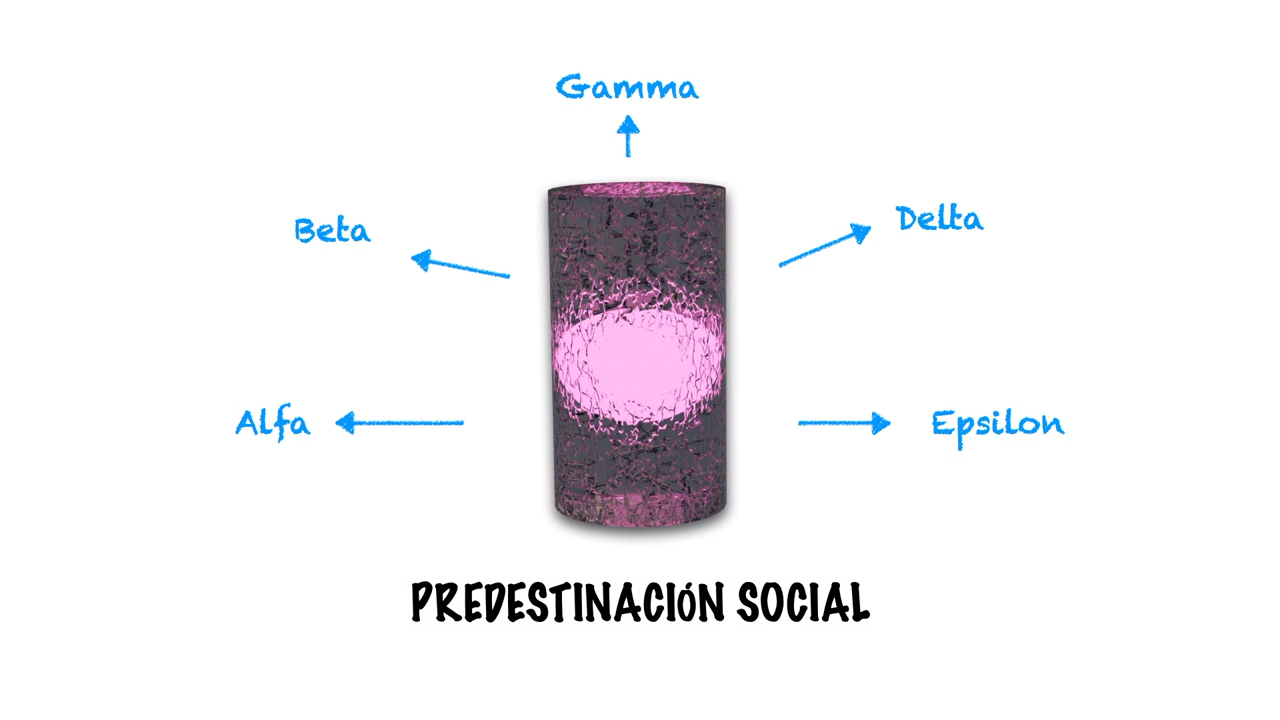 Gamma
Beta
Delta
Alfa
Epsilon
PREDESTINACIÓN SOCIAL